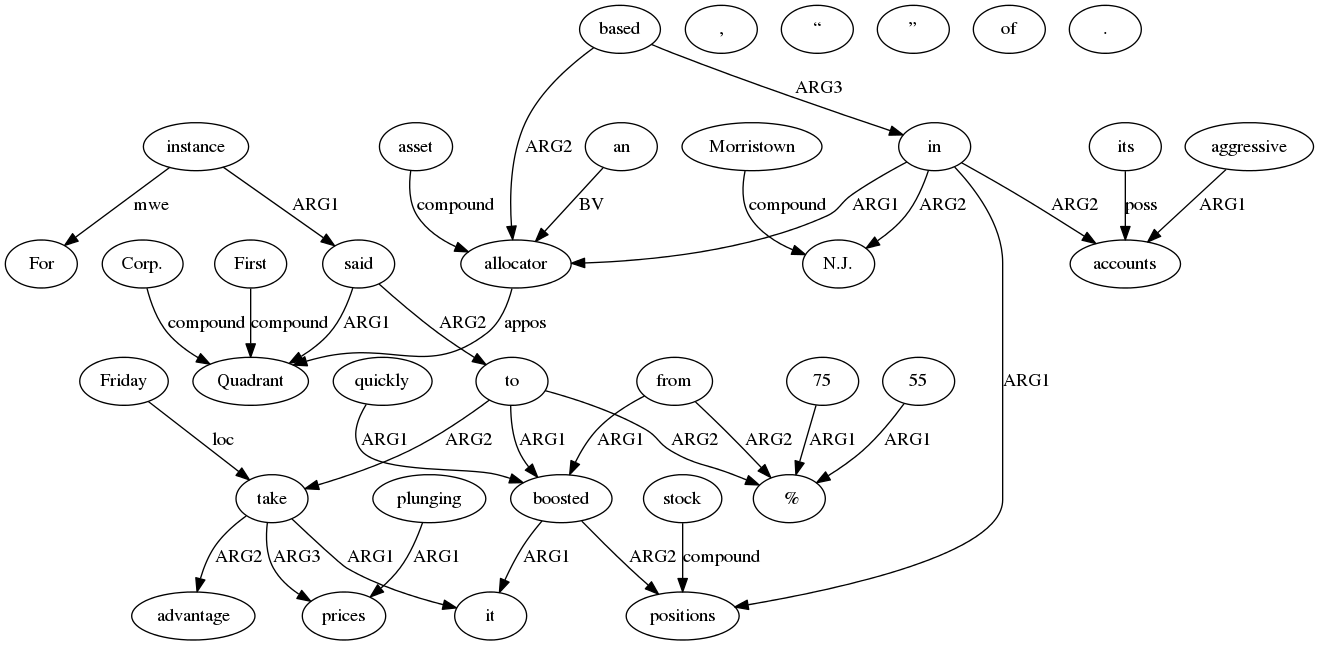 based , “ ” of .
ARG3
instance asset an Morristown in its aggressive
ARG2
mwe ARG1 compound BV compound ARG1 ARG2 ARG2 poss ARG1
For Corp. First said allocator N.J. accounts
compound compound ARG1 ARG2 appos
Friday Quadrant quickly to from 75 55 ARG1
loc ARG1 ARG2 ARG1 ARG1 ARG2 ARG2 ARG1 ARG1
take plunging boosted stock %
ARG2 ARG3 ARG1 ARG1 ARG1 ARG2 compound
advantage prices it positions